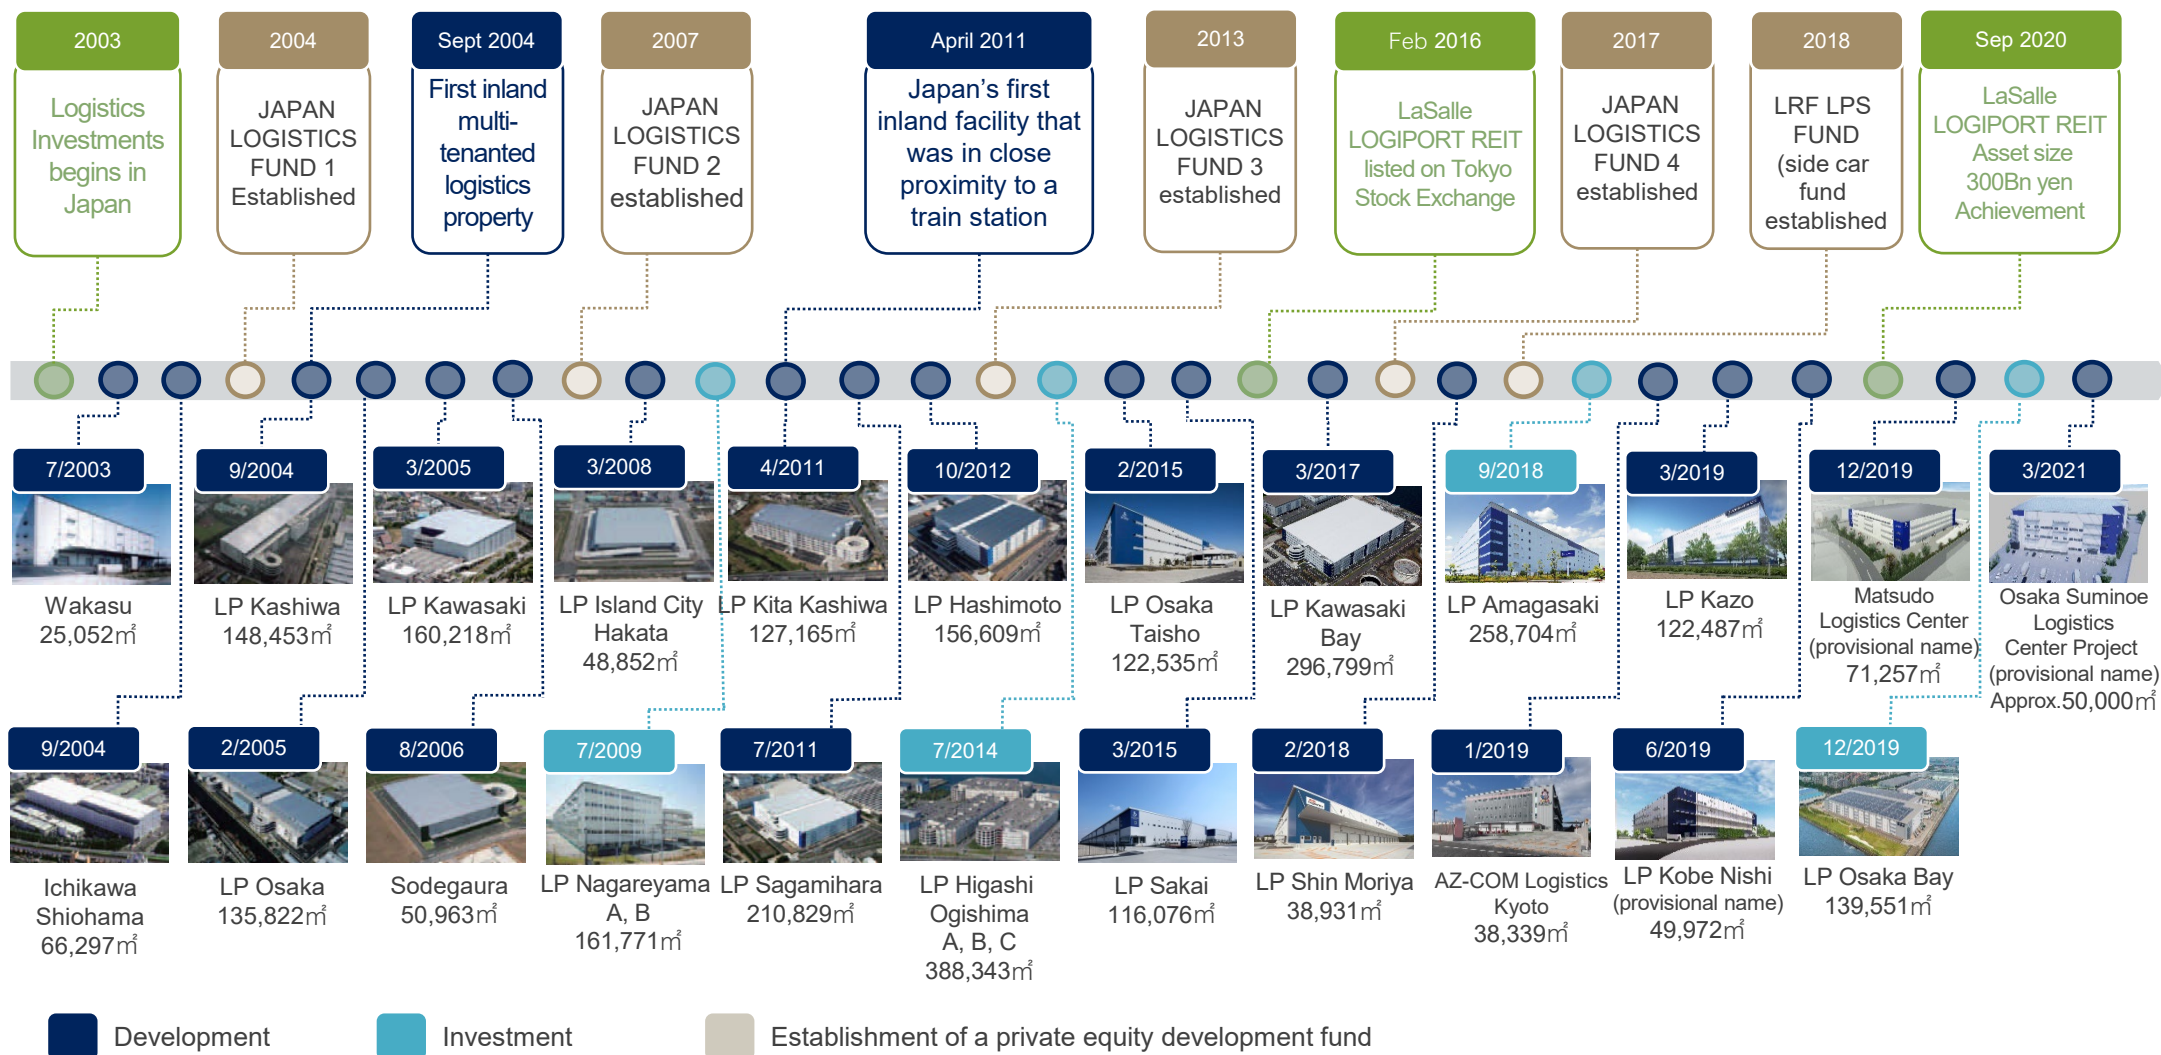 2003
Logistics
Investments
begins in
Japan
2004
JAPAN
LOGISTICS
FUND 1
Established
Sept 2004
First inland
multi-
tenanted
logistics
property
2007
JAPAN
LOGISTICS
FUND 2
established
April 2011
Japan’s first
inland facility that
was in close
proximity to a
train station
2013
JAPAN
LOGISTICS
FUND 3
established
Feb 2016
LaSalle
LOGIPORT REIT
listed on Tokyo
Stock Exchange
2017
JAPAN
LOGISTICS
FUND 4
established
2018
LRF LPS
FUND
(side car
fund
established
Sep 2020
LaSalle
LOGIPORT REIT
Asset size
300Bn yen
Achievement
7/2003
Wakasu
25,052㎡
9/2004
LP Kashiwa
148,453㎡
3/2005
LP Kawasaki
160,218㎡
3/2008
LP Island City
Hakata
48,852㎡
4/2011
LP Kita Kashiwa
127,165㎡
10/2012
LP Hashimoto
156,609㎡
2/2015
LP Osaka
Taisho
122,535㎡
3/2017
LP Kawasaki
Bay
296,799㎡
9/2018
LP Amagasaki
258,704㎡
3/2019
LP Kazo
122,487㎡
12/2019
Matsudo
Logistics Center
(provisional name)
71,257㎡
3/2021
Osaka Suminoe
Logistics
Center Project
(provisional name)
Approx.50,000㎡
9/2004
Ichikawa
Shiohama
66,297㎡
2/2005
LP Osaka
135,822㎡
8/2006
Sodegaura
50,963㎡
7/2009
LP Nagareyama
A, B
161,771㎡
7/2011
LP Sagamihara
210,829㎡
7/2014
LP Higashi
Ogishima
A, B, C
388,343㎡
3/2015
LP Sakai
116,076㎡
2/2018
LP Shin Moriya
38,931㎡
1/2019
AZ-COM Logistics
Kyoto
38,339㎡
6/2019
LP Kobe Nishi
(provisional name)
49,972㎡
12/2019
LP Osaka Bay
139,551㎡
Development
Investment
Establishment of a private equity development fund